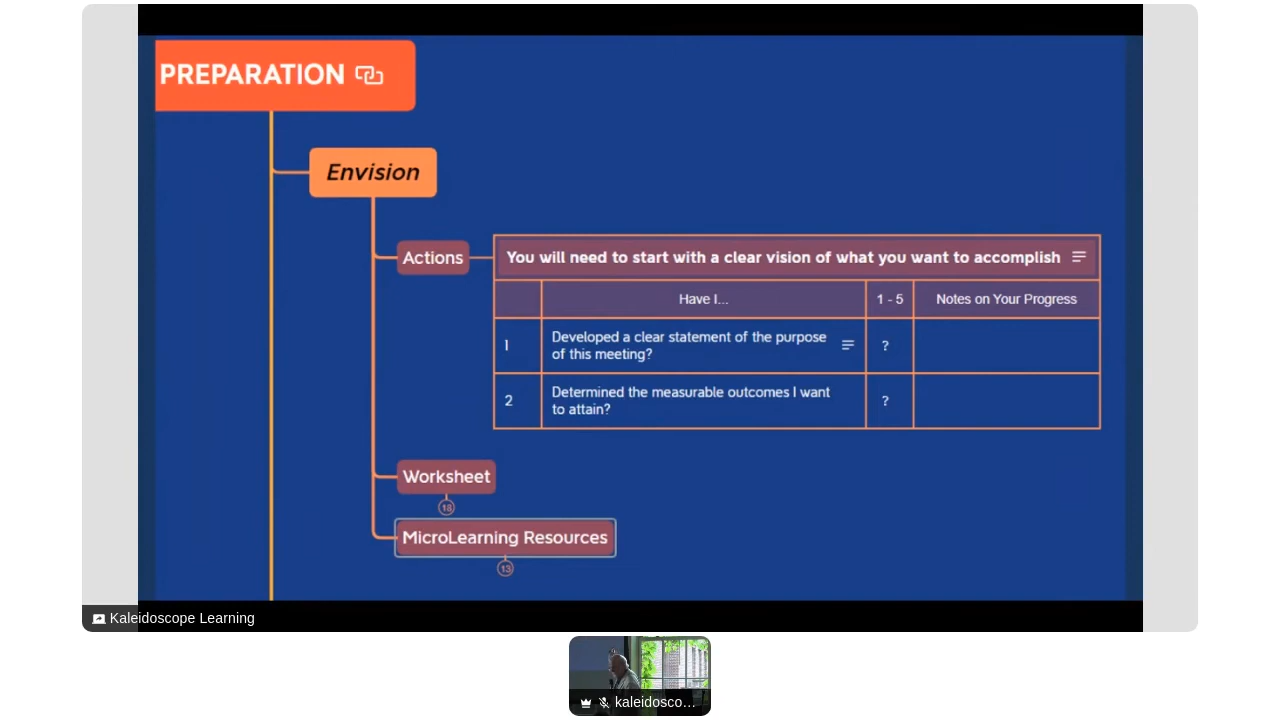 PREPARATION
Envision
Actions
You will need to start with a clear vision of what you want to accomplish
Have I...
1 - 5
Notes on Your Progress
1
Developed a clear statement of the purpose
of this meeting?
?
2
Determined the measurable outcomes I want
to attain?
?
Worksheet
18
MicroLearning Resources
13
Kaleidoscope Learning
kaleidosco...